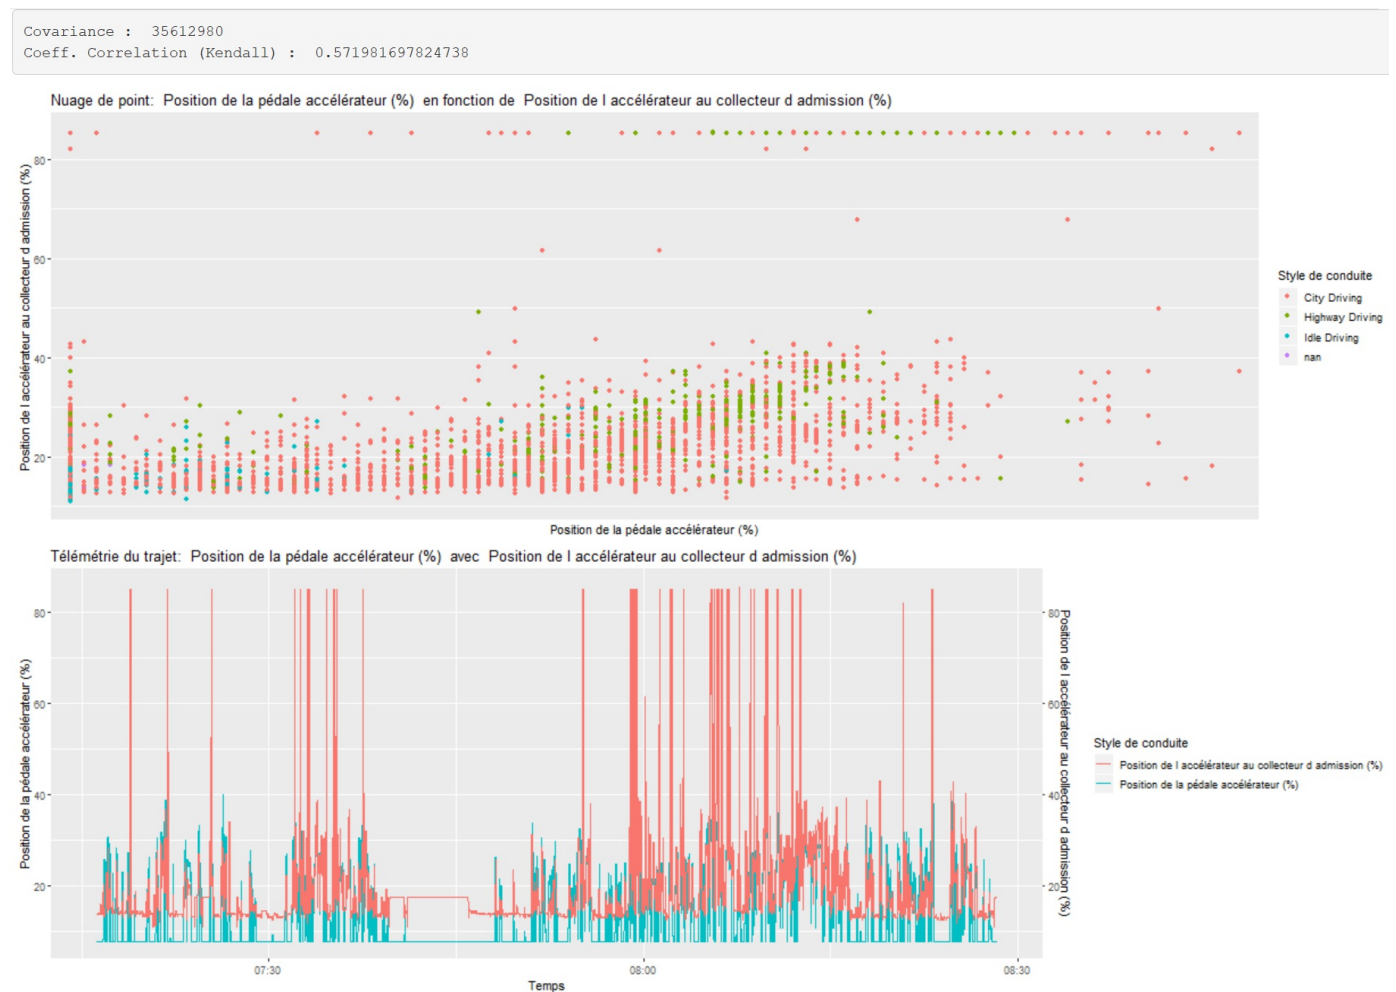 Covariance :  35612980
Coeff. Correlation (Kendall) :  0.571981697824738
Nuage de point:  Position de la pédale accélérateur (%)  en fonction de  Position de l accélérateur au collecteur d admission (%)
Position de l accélérateur au collecteur d admission (%)
80
60
40
20
Position de la pédale accélérateur (%)
Style de conduite
City Driving
Highway Driving
Idle Driving
nan
Télémétrie du trajet:  Position de la pédale accélérateur (%)  avec  Position de l accélérateur au collecteur d admission (%)
Position de la pédale accélérateur (%)
80
60
40
20
80
60
40
20
Position de l accélérateur au collecteur d admission (%)
07:30
08:00
08:30
Temps
Style de conduite
Position de l accélérateur au collecteur d admission (%)
Position de la pédale accélérateur (%)